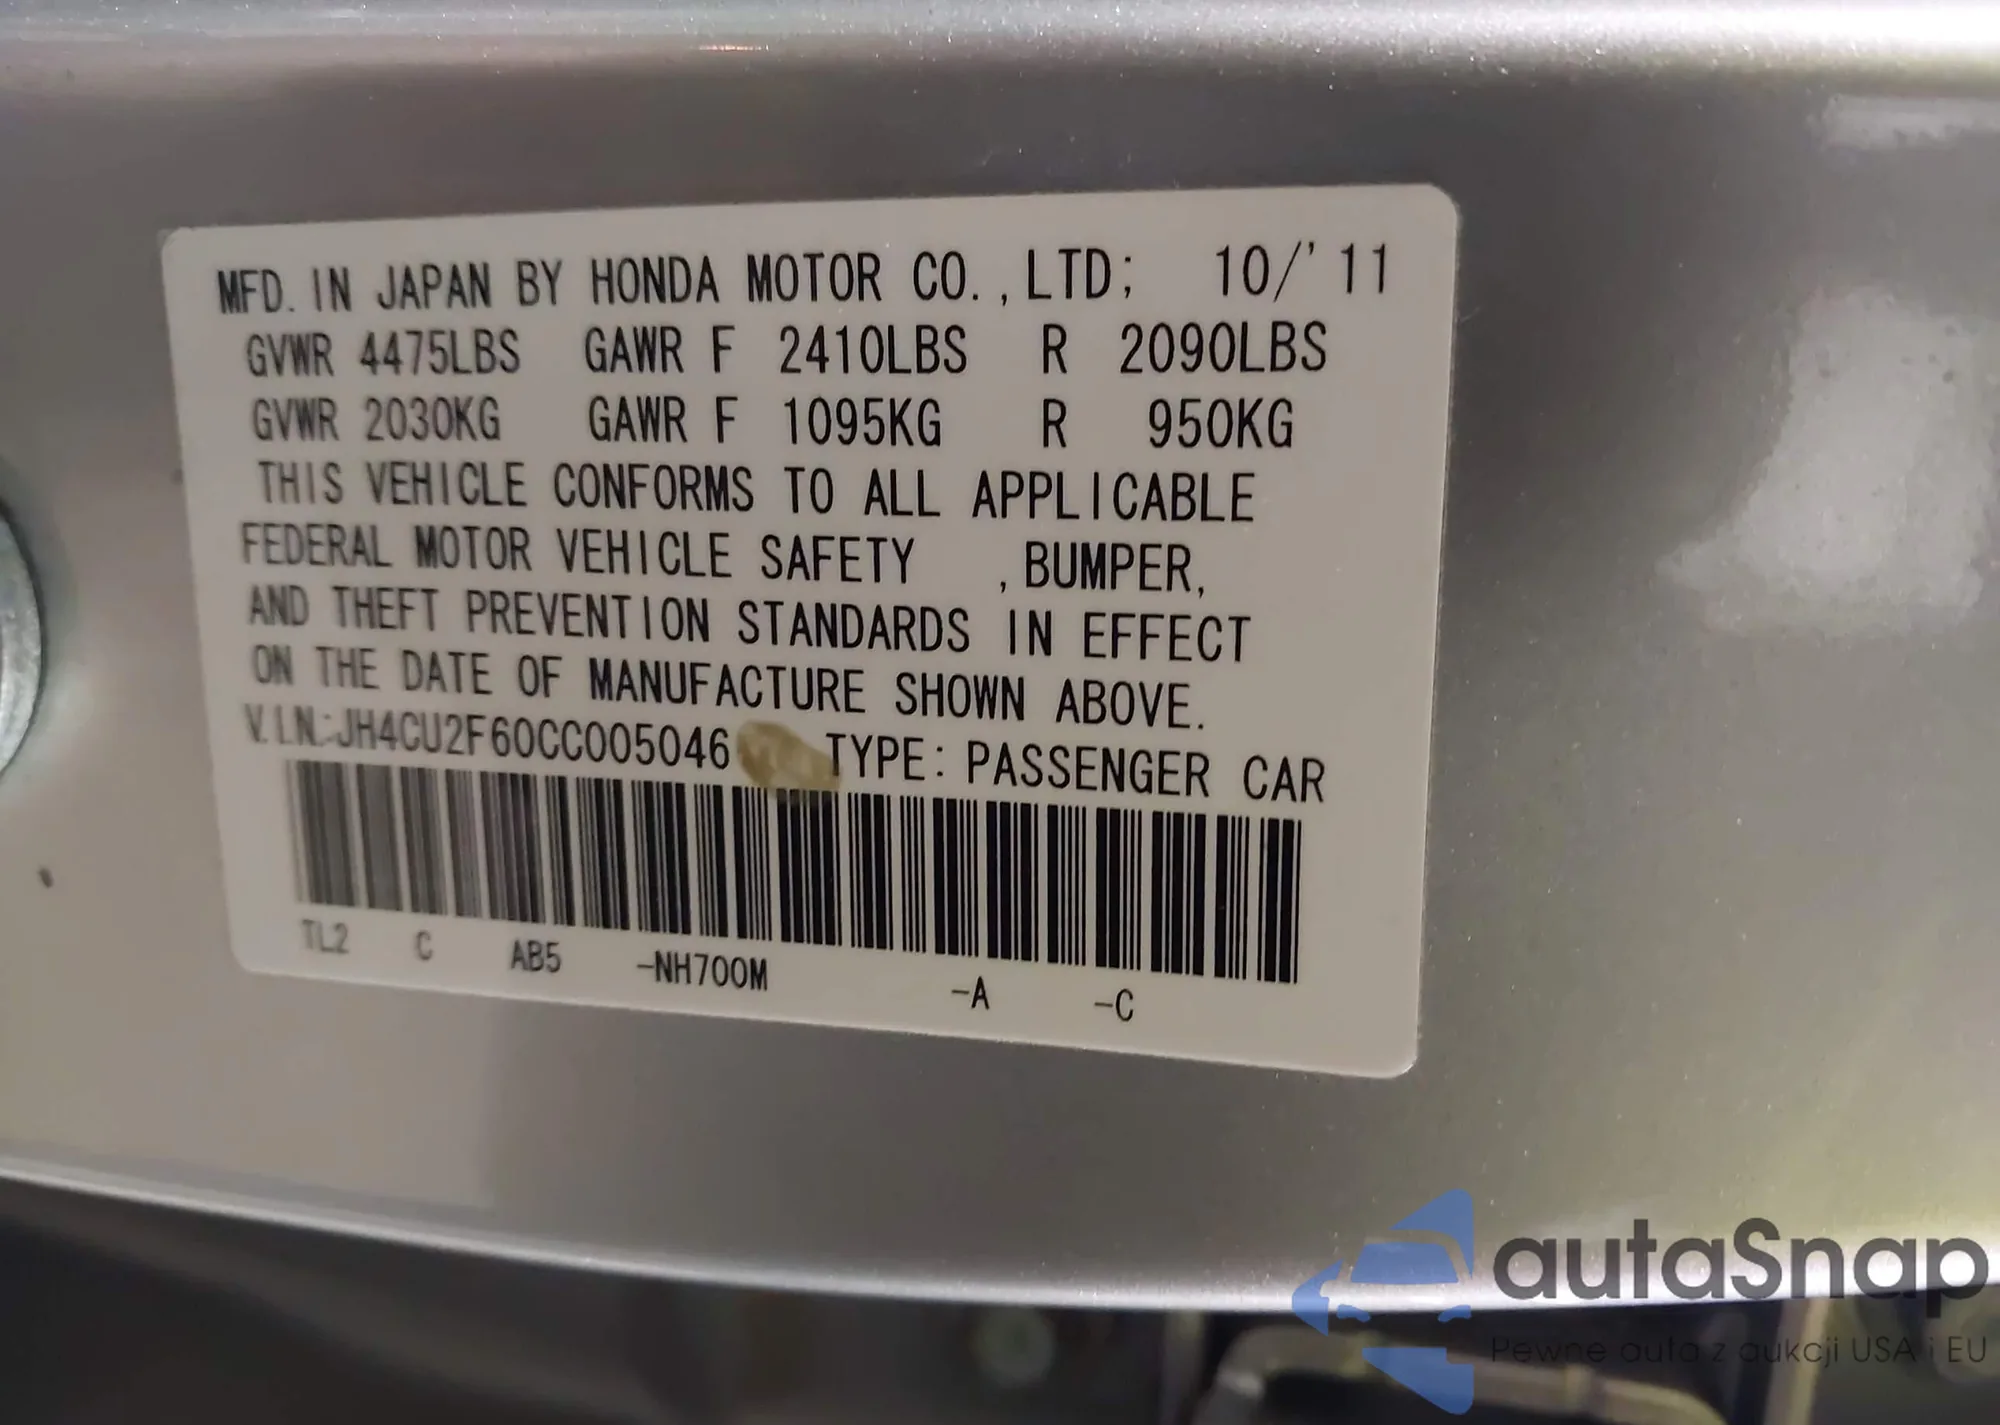 MFD. IN JAPAN BY HONDA MOTOR CO., LTD; 10/'11
GVWR 4475LBS GAWR F 2410LBS R 2090LBS
GVWR 2030KG GAWR F 1095KG R 950KG
THIS VEHICLE CONFORMS TO ALL APPLICABLE
FEDERAL MOTOR VEHICLE SAFETY , BUMPER,
AND THEFT PREVENTION STANDARDS IN EFFECT
ON THE DATE OF MANUFACTURE SHOWN ABOVE.
V.I.N.:JH4CU2F60CC005046 TYPE: PASSENGER CAR
TL2 C AB5 -NH700M -A -C
autaSnap
Pewne auta z aukcji USA i EU